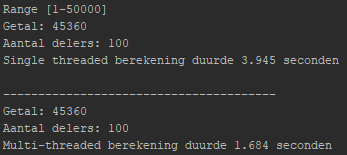 Range [1-50000]
Getal: 45360
Aantal delers: 100
Single threaded berekening duurde 3.945 seconden
---------------------------------------
Getal: 45360
Aantal delers: 100
Multi-threaded berekening duurde 1.684 seconden